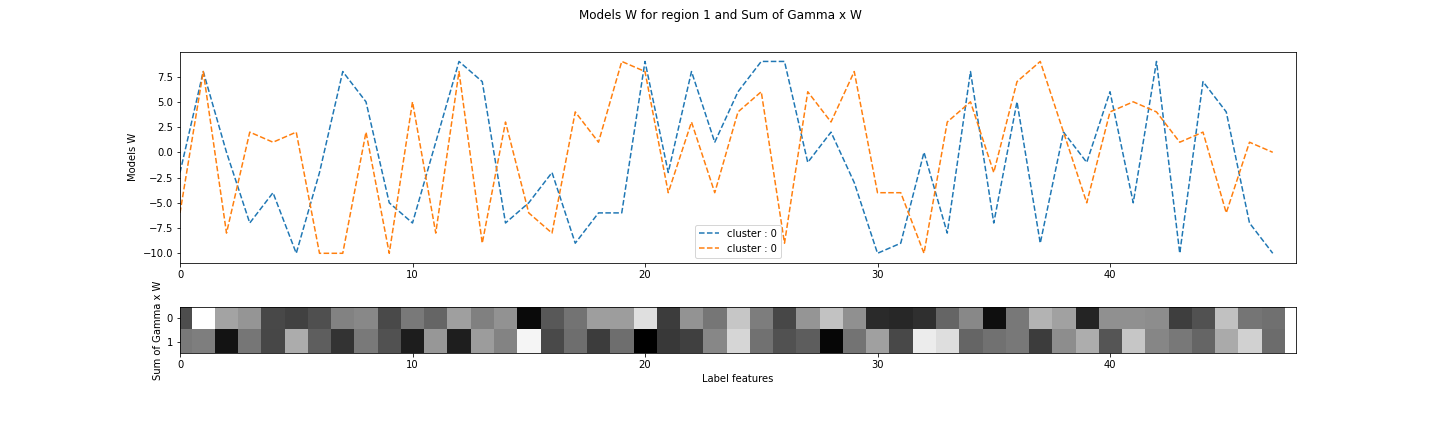 Models W for region 1 and Sum of Gamma x W
Models W
7.5
5.0
2.5
0.0
−2.5
−5.0
−7.5
−10.0
cluster : 0
cluster : 0
0 10 20 30 40
Sum of Gamma x W
0
1
0 10 20 30 40
Label features